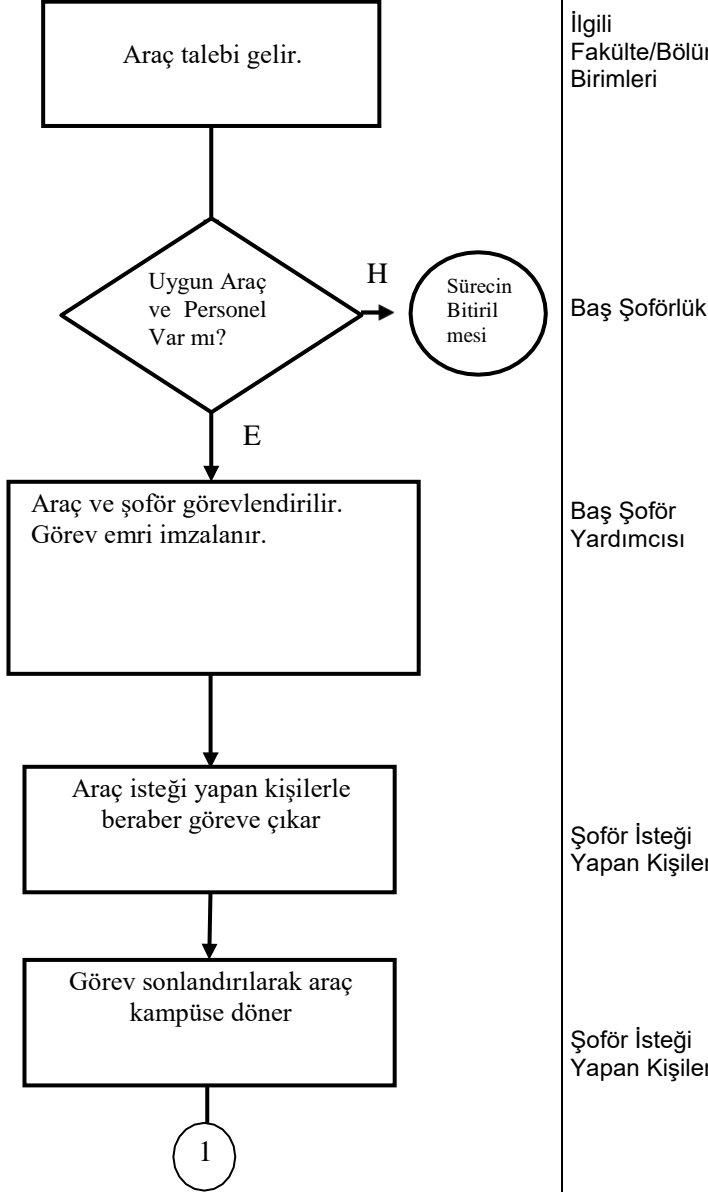 Araç talebi gelir.
İlgili
Birimleri
Uygun Araç
ve Personel
Var mı?
H
Sürecin
Bitiril
mesi
Baş Şoförlük
E
Araç ve şoför görevlendirilir.
Görev emri imzalanır.
Baş Şoför
Yardımcısı
Araç isteği yapan kişilerle
beraber göreve çıkar
Şoför İsteği
Yapan Kişiler
Görev sonlandırılarak araç
kampüse döner
Şoför İsteği
Yapan Kişiler
1